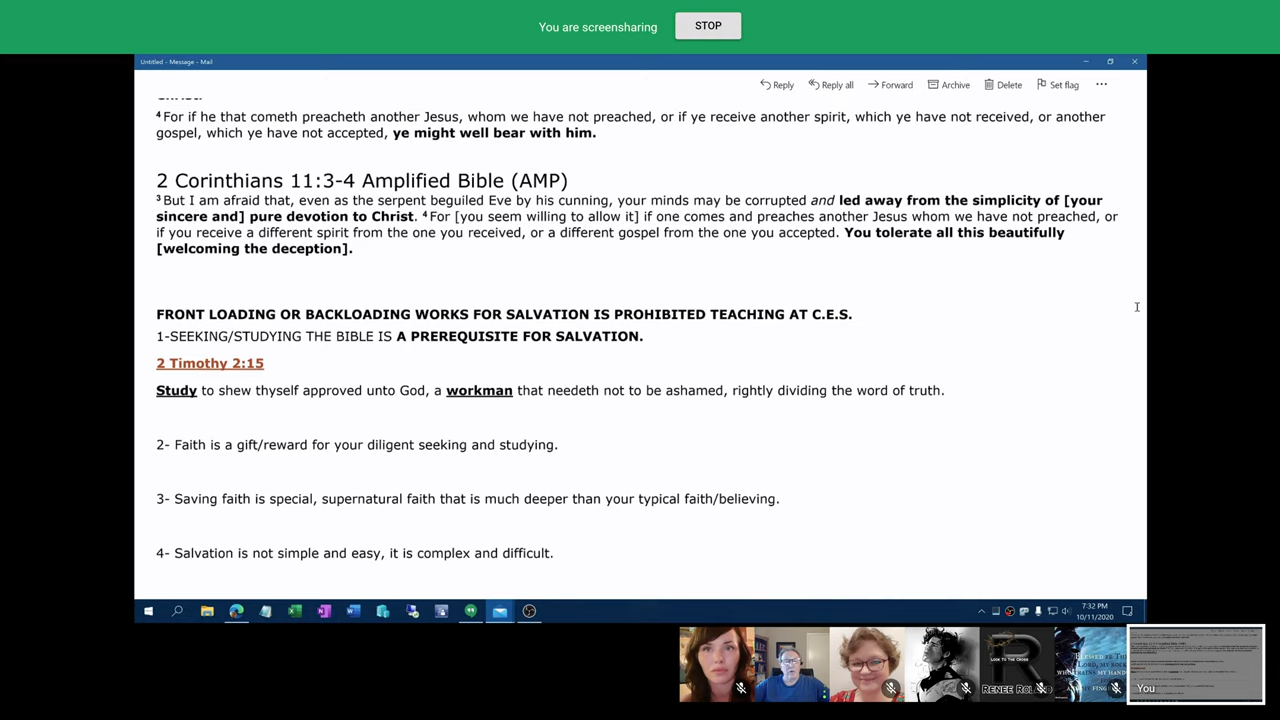 You are screensharing
STOP
Untitled - Message - Mail
Reply
Reply all
Forward
Archive
Delete
Set flag
Christ.
4 For if he that cometh preacheth another Jesus, whom we have not preached, or if ye receive another spirit, which ye have not received, or another
gospel, which ye have not accepted, ye might well bear with him.
2 Corinthians 11:3-4 Amplified Bible (AMP)
3 But I am afraid that, even as the serpent beguiled Eve by his cunning, your minds may be corrupted and led away from the simplicity of [your
sincere and] pure devotion to Christ. 4 For [you seem willing to allow it] if one comes and preaches another Jesus whom we have not preached, or
if you receive a different spirit from the one you received, or a different gospel from the one you accepted. You tolerate all this beautifully
[welcoming the deception].
FRONT LOADING OR BACKLOADING WORKS FOR SALVATION IS PROHIBITED TEACHING AT C.E.S.
1-SEEKING/STUDYING THE BIBLE IS A PREREQUISITE FOR SALVATION.
2 Timothy 2:15
Study to shew thyself approved unto God, a workman that needeth not to be ashamed, rightly dividing the word of truth.
2- Faith is a gift/reward for your diligent seeking and studying.
3- Saving faith is special, supernatural faith that is much deeper than your typical faith/believing.
4- Salvation is not simple and easy, it is complex and difficult.
7:32 PM
10/11/2020
LOOK TO THE CROSS
RENEE
BLESSED
LORD, MY ROCK
MY HAND
You